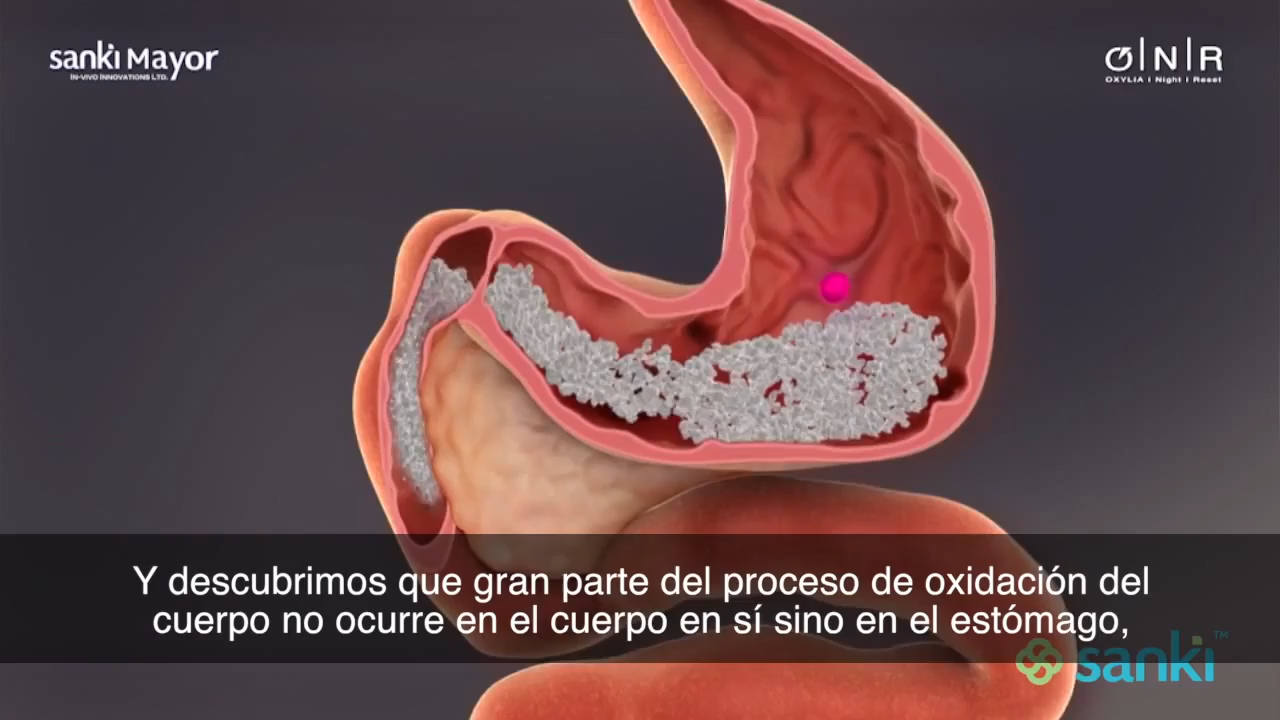 sanki Mayor
IN-VIVO INNOVATIONS LTD.
O|N|R
OXYLIA | Night | Reset
Y descubrimos que gran parte del proceso de oxidación del
cuerpo no ocurre en el cuerpo en sí sino en el estómago,
sanki™